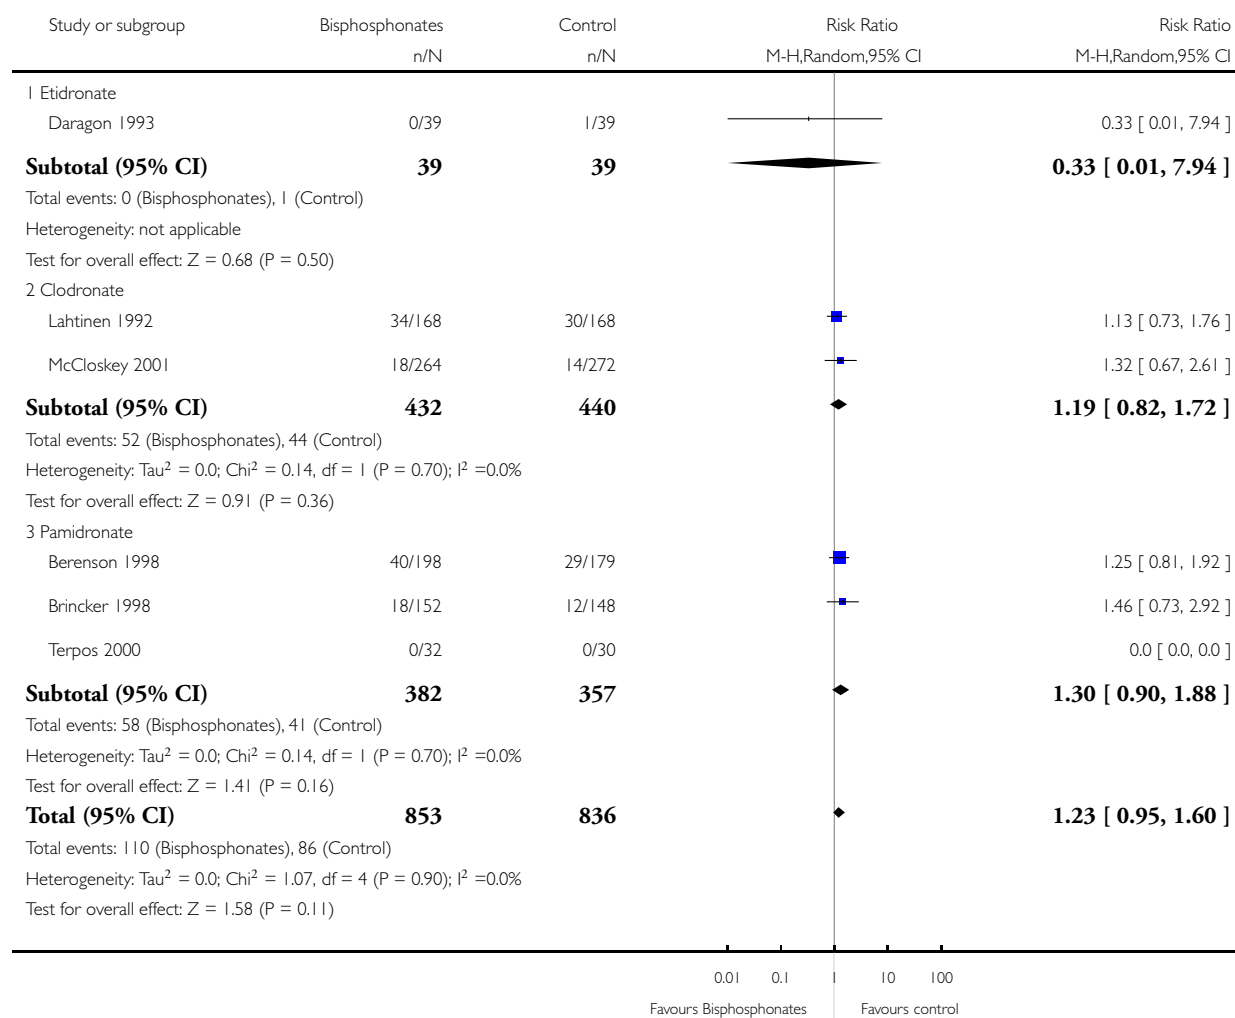 Study or subgroup Bisphosphonates Control Risk Ratio Risk Ratio
n/N n/N M-H,Random,95% CI M-H,Random,95% CI
1 Etidronate
Daragon 1993 0/39 1/39 0.33 [ 0.01, 7.94 ]
Subtotal (95% CI) 39 39 0.33 [ 0.01, 7.94 ]
Total events: 0 (Bisphosphonates), 1 (Control)
Heterogeneity: not applicable
Test for overall effect: Z = 0.68 (P = 0.50)
2 Clodronate
Lahtinen 1992 34/168 30/168 1.13 [ 0.73, 1.76 ]
McCloskey 2001 18/264 14/272 1.32 [ 0.67, 2.61 ]
Subtotal (95% CI) 432 440 1.19 [ 0.82, 1.72 ]
Total events: 52 (Bisphosphonates), 44 (Control)
Heterogeneity: Tau² = 0.0; Chi² = 0.14, df = 1 (P = 0.70); I² =0.0%
Test for overall effect: Z = 0.91 (P = 0.36)
3 Pamidronate
Berenson 1998 40/198 29/179 1.25 [ 0.81, 1.92 ]
Brincker 1998 18/152 12/148 1.46 [ 0.73, 2.92 ]
Terpos 2000 0/32 0/30 0.0 [ 0.0, 0.0 ]
Subtotal (95% CI) 382 357 1.30 [ 0.90, 1.88 ]
Total events: 58 (Bisphosphonates), 41 (Control)
Heterogeneity: Tau² = 0.0; Chi² = 0.14, df = 1 (P = 0.70); I² =0.0%
Test for overall effect: Z = 1.41 (P = 0.16)
Total (95% CI) 853 836 1.23 [ 0.95, 1.60 ]
Total events: 110 (Bisphosphonates), 86 (Control)
Heterogeneity: Tau² = 0.0; Chi² = 1.07, df = 4 (P = 0.90); I² =0.0%
Test for overall effect: Z = 1.58 (P = 0.11)
0.01 0.1 1 10 100
Favours Bisphosphonates Favours control